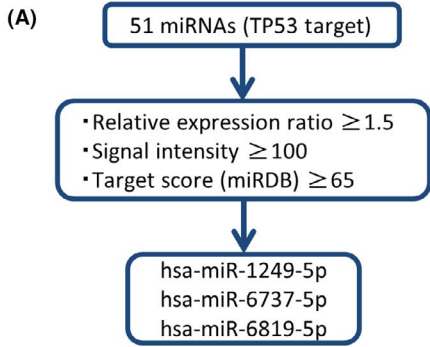 (A)
51 miRNAs (TP53 target)
・Relative expression ratio ≧1.5
・Signal intensity ≧100
・Target score (miRDB) ≧65
hsa-miR-1249-5p
hsa-miR-6737-5p
hsa-miR-6819-5p